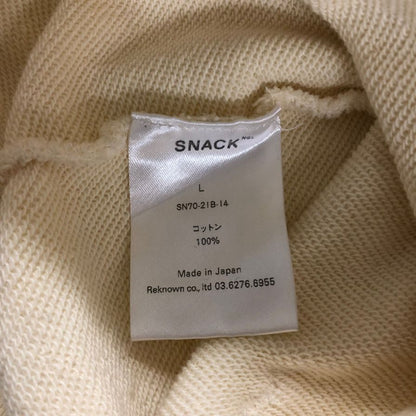 SNACK
L
SN70-21B-14
コットン
100%
Made in Japan
Reknown co., ltd 03.6276.6955